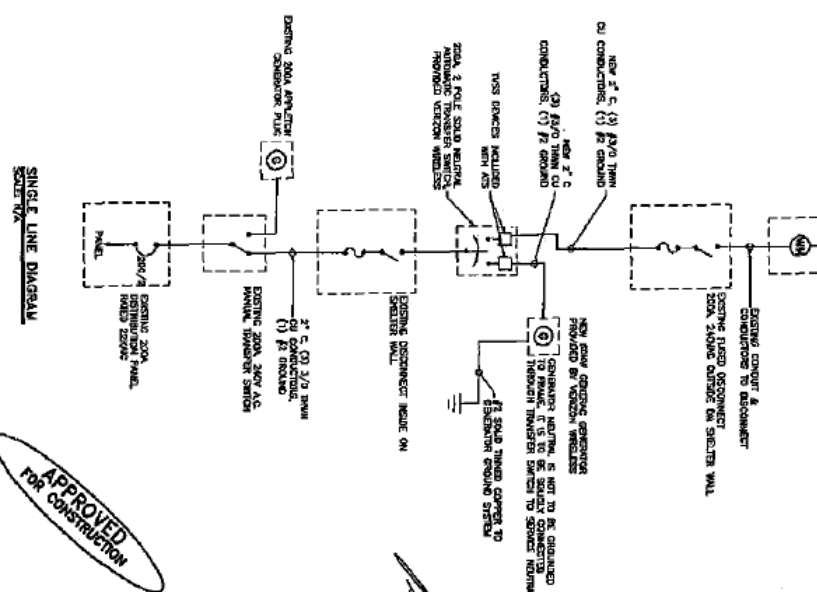 NEW 2" C, (3) #3/0 THWN
CU CONDUCTORS, (1) #2 GROUND
NEW 2" C
(3) #3/0 THWN CU
CONDUCTORS, (1) #2 GROUND
TVSS DEVICES INCLUDED
WITH ATS
200A, 2 POLE SOLID NEUTRAL
AUTOMATIC TRANSFER SWITCH,
PROVIDED VERIZON WIRELESS
EXISTING 200A APPLETON
GENERATOR PLUG
G
G
EXISTING CONDUIT &
CONDUCTORS TO DISCONNECT
EXISTING FUSED DISCONNECT
200A, 240VAC OUTSIDE ON SHELTER WALL
GENERAC GENERATOR
PROVIDED BY VERIZON WIRELESS
GENERATOR NEUTRAL IS NOT TO BE GROUNDED
TO FRAME, IT IS TO BE SOLIDLY CONNECTED
THROUGH TRANSFER SWITCH TO SERVICE NEUTRAL
#2 SOLID TINNED COPPER TO
GENERATOR GROUND SYSTEM
EXISTING DISCONNECT INSIDE ON
SHELTER WALL
2" C, (3) 3/0 THWN
CU CONDUCTORS,
(1) #2 GROUND
EXISTING 200A, 240V A.C.
MANUAL TRANSFER SWITCH
EXISTING 200A
DISTRIBUTION PANEL
RATED
200/2
PANEL
SINGLE LINE DIAGRAM
SCALE: N/A
APPROVED
FOR CONSTRUCTION